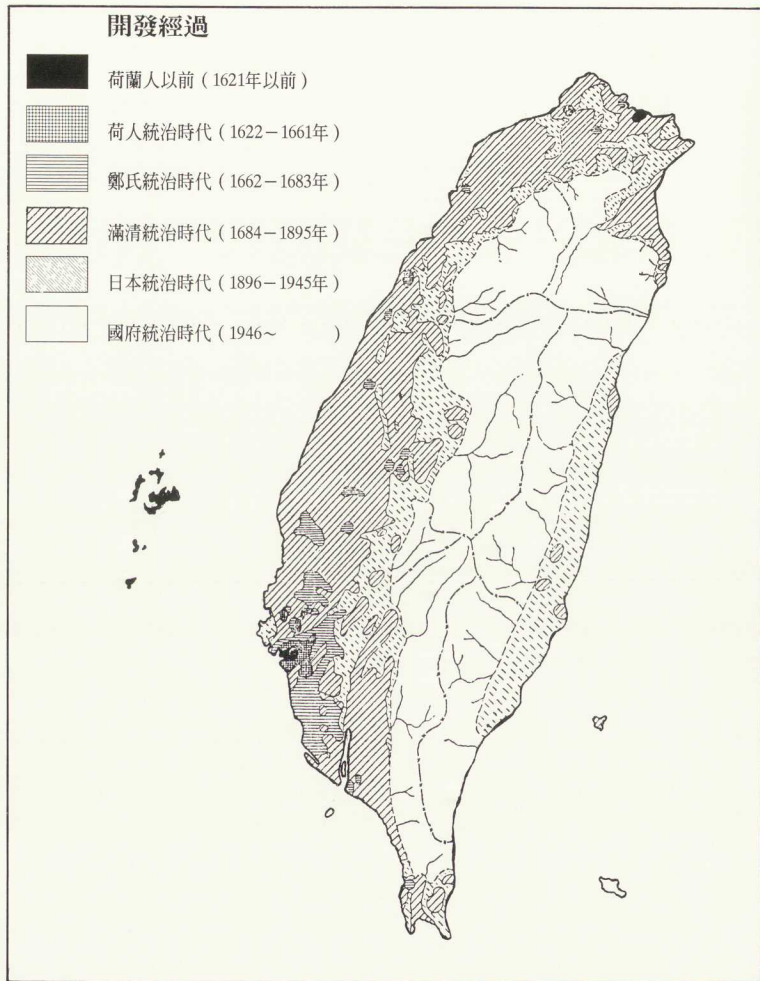 開發經過
荷蘭人以前（1621年以前）
荷人統治時代（1622－1661年）
鄭氏統治時代（1662－1683年）
滿清統治時代（1684－1895年）
日本統治時代（1896－1945年）
國府統治時代（1946～　　）